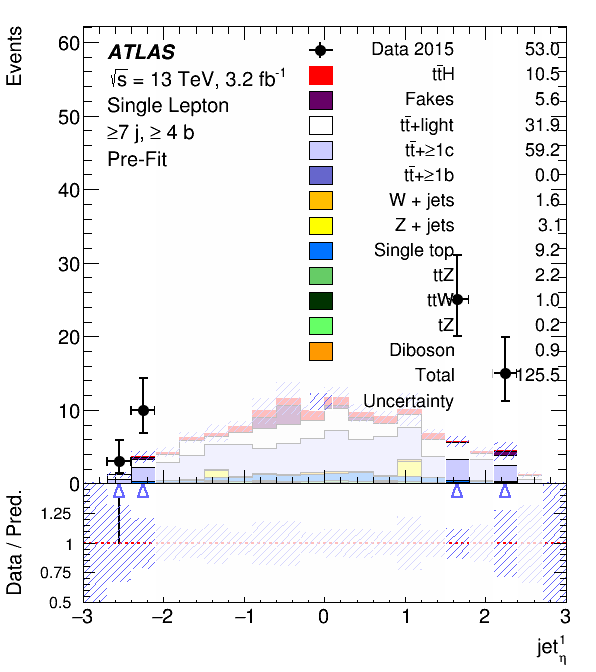 Events
60
50
40
30
20
10
0
ATLAS
√s = 13 TeV, 3.2 fb-1
Single Lepton
≥7 j, ≥ 4 b
Pre-Fit
Data 2015 53.0
tt̄H 10.5
Fakes 5.6
tt̄+light 31.9
tt̄+≥1c 59.2
tt̄+≥1b 0.0
W + jets 1.6
Z + jets 3.1
Single top 9.2
ttZ 2.2
ttW 1.0
tZ 0.2
Diboson 0.9
Total 125.5
Uncertainty
Data / Pred.
1.25
1
0.75
0.5
−3 −2 −1 0 1 2 3
jet1η